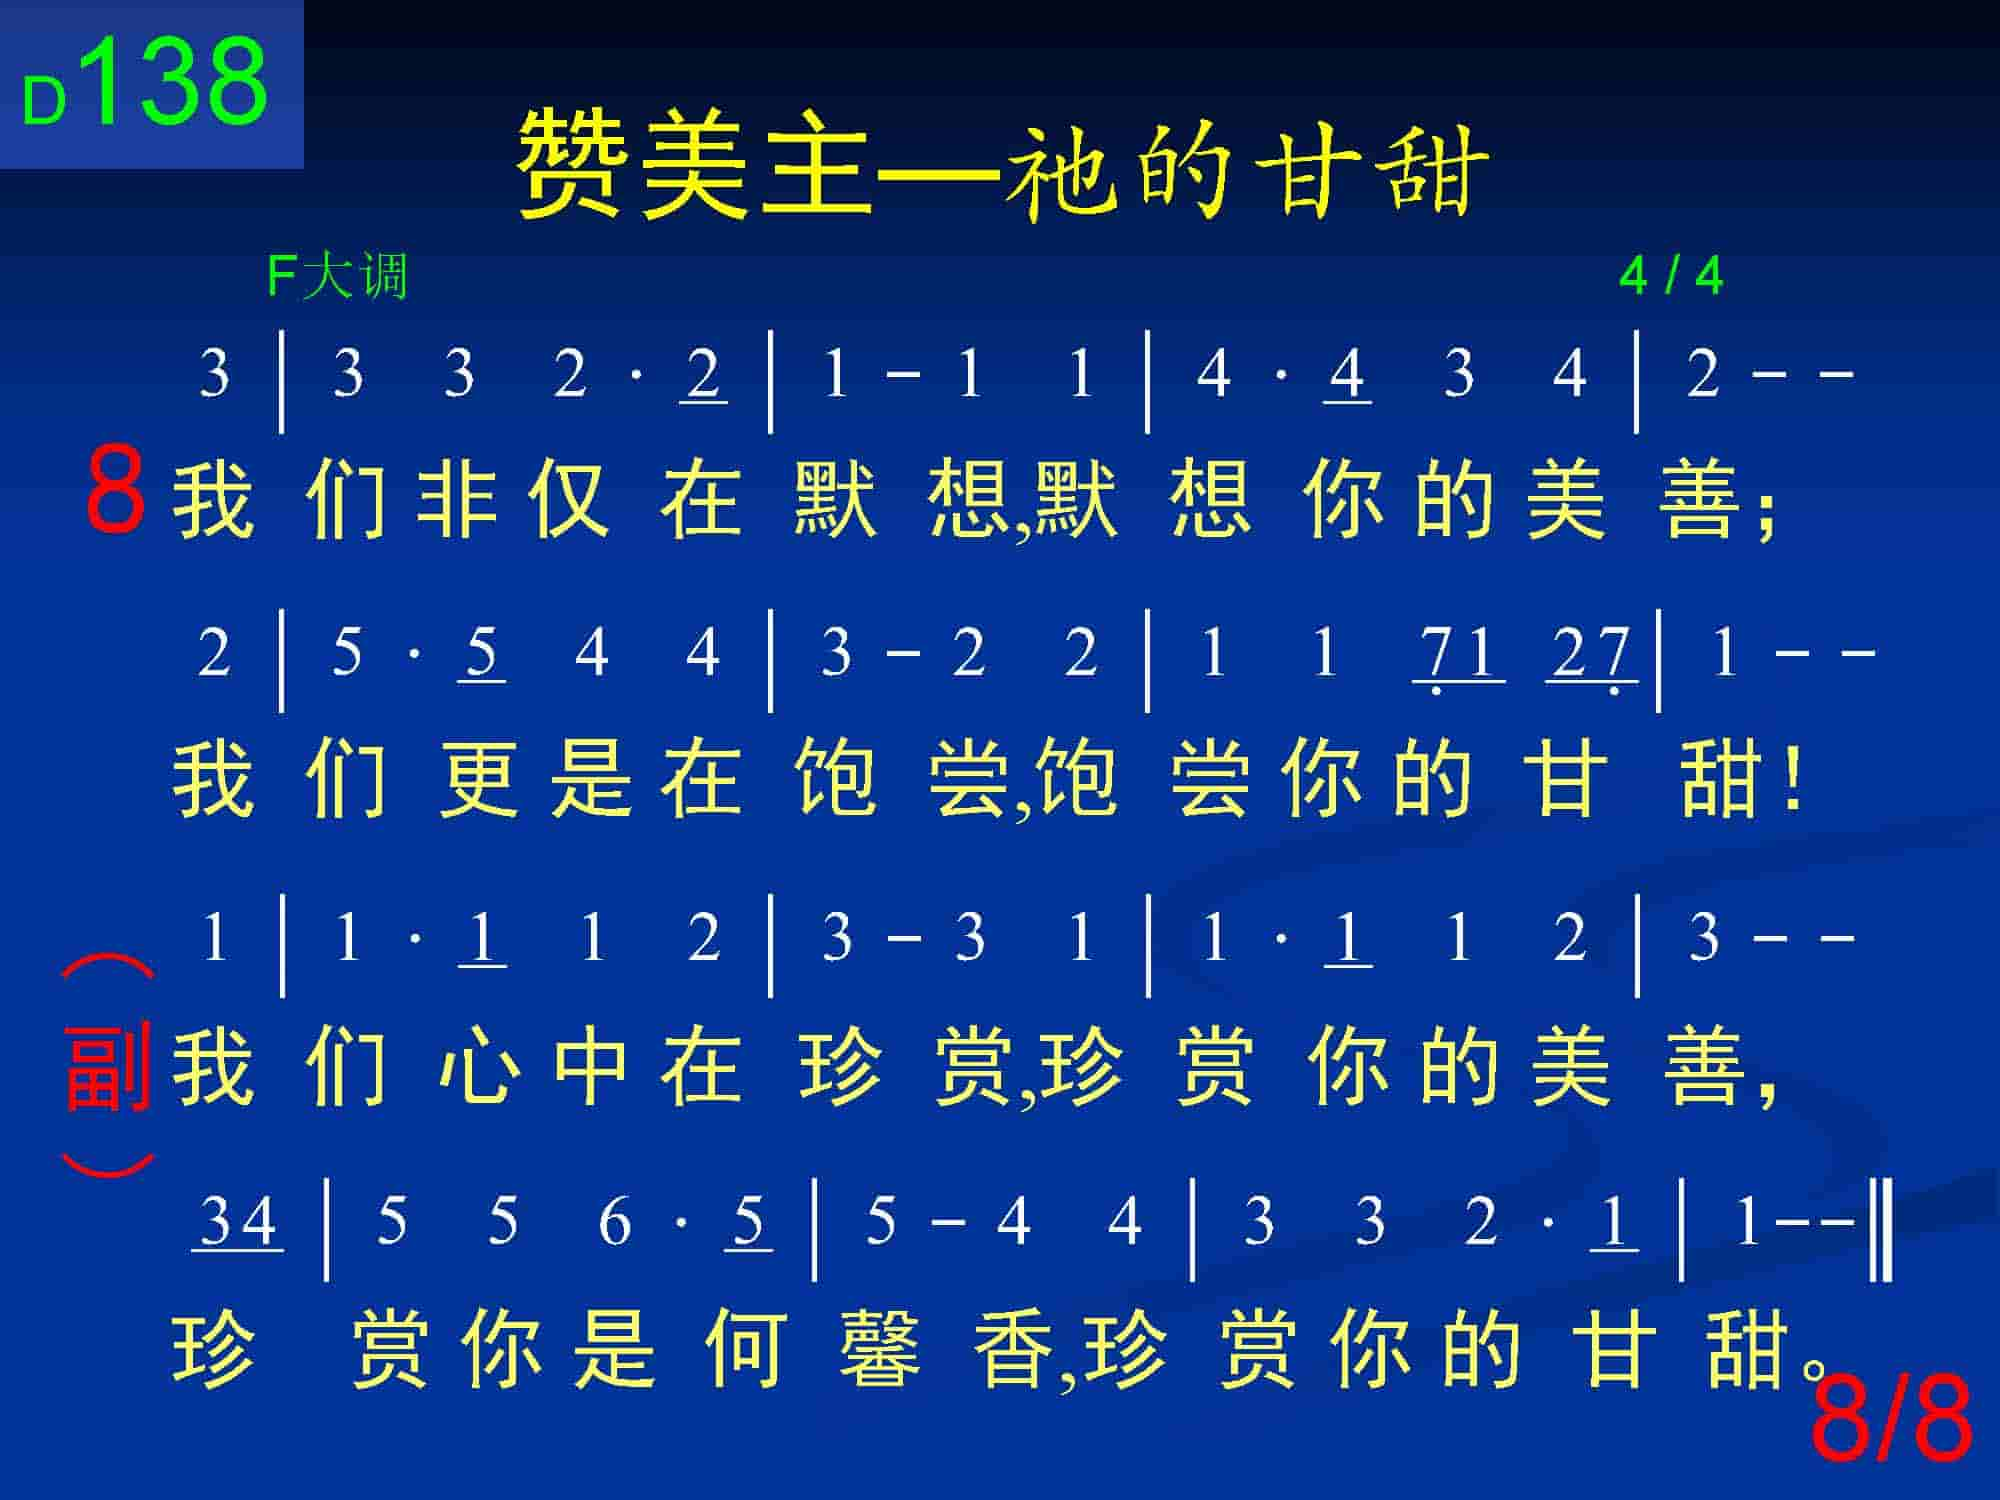 D138
赞美主—祂的甘甜
F大调 4 / 4
3 | 3 3 2 · 2 | 1 - 1 1 | 4 · 4 3 4 | 2 - -
8 我们非仅在默想,默想你的美善；
2 | 5 · 5 4 4 | 3 - 2 2 | 1 1 71 27 | 1 - -
我们更是在饱尝,饱尝你的甘甜！
1 | 1 · 1 1 2 | 3 - 3 1 | 1 · 1 1 2 | 3 - -
（副）我们心中在珍赏,珍赏你的美善，
34 | 5 5 6 · 5 | 5 - 4 4 | 3 3 2 · 1 | 1 - - ‖
珍赏你是何馨香,珍赏你的甘甜。
8/8